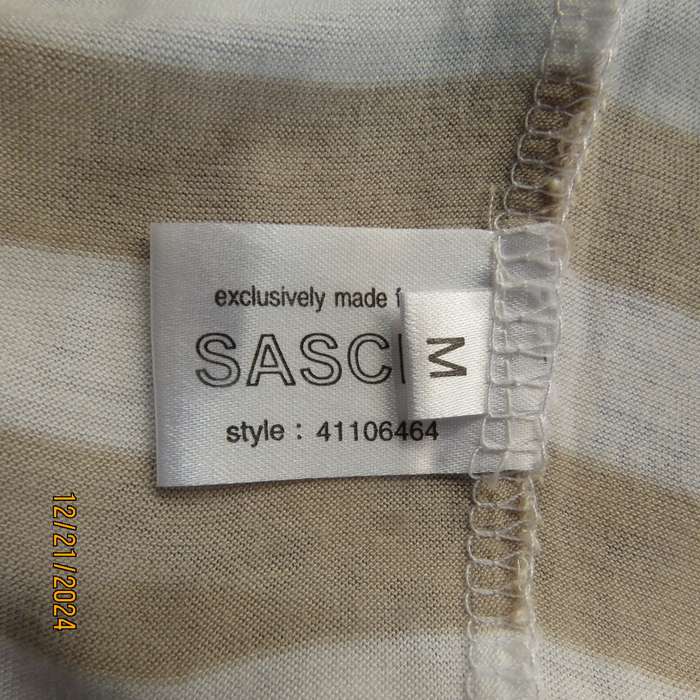 exclusively made f
SASC
M
style : 41106464
12/21/2024